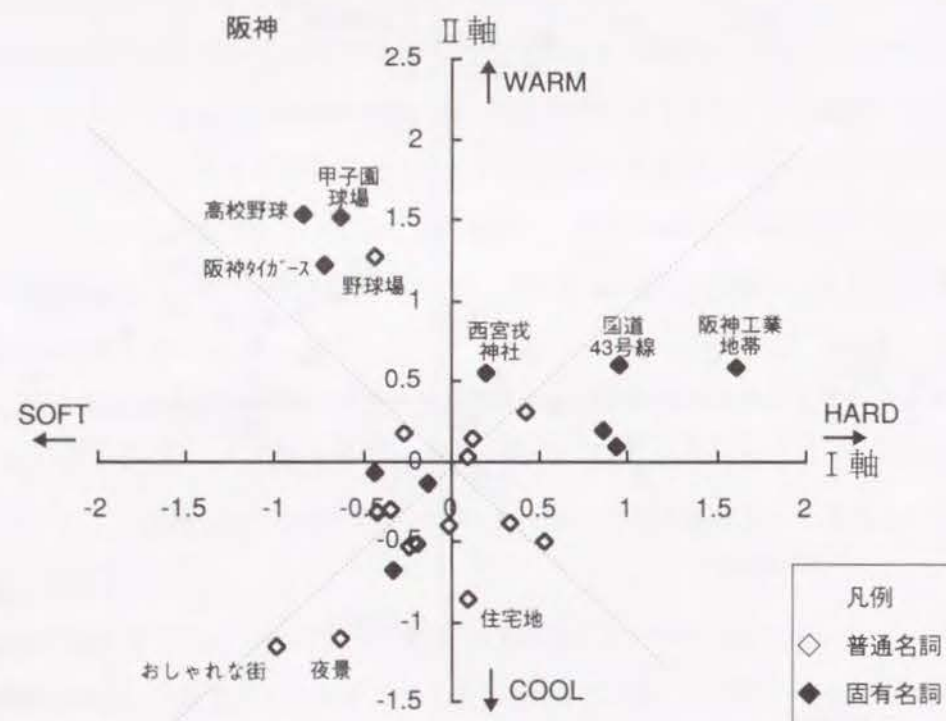 阪神
Ⅱ軸
2.5
WARM
2
甲子園
球場
高校野球
1.5
阪神ﾀｲｶﾞｰｽ
野球場
1
西宮戎
神社
国道
43号線
阪神工業
地帯
0.5
SOFT
HARD
0
Ⅰ軸
-2
-1.5
-1
-0.5
0
0.5
1
1.5
2
-0.5
住宅地
-1
おしゃれな街
夜景
COOL
-1.5
凡例
普通名詞
固有名詞